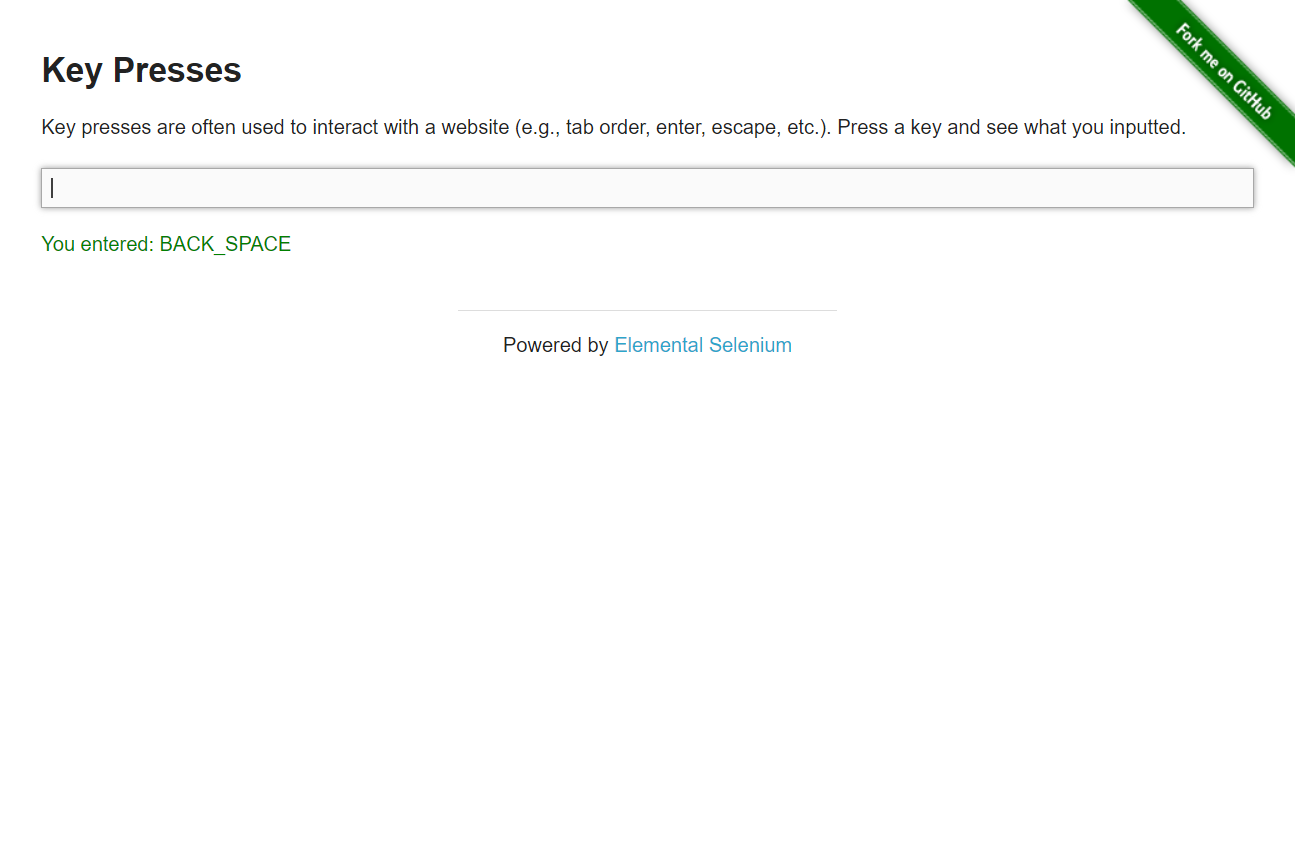 Fork me on GitHub
Key Presses
Key presses are often used to interact with a website (e.g., tab order, enter, escape, etc.). Press a key and see what you inputted.
You entered: BACK_SPACE
Powered by Elemental Selenium